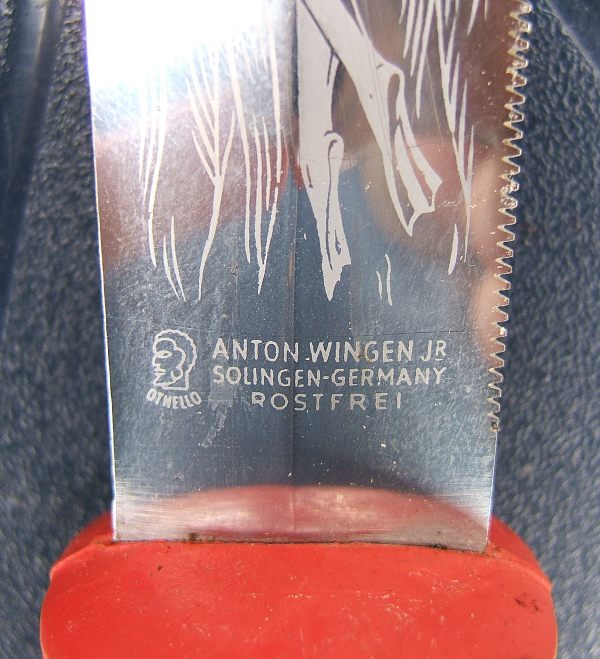 ANTON WINGEN JR
SOLINGEN-GERMANY
ROSTFREI
OTHELLO